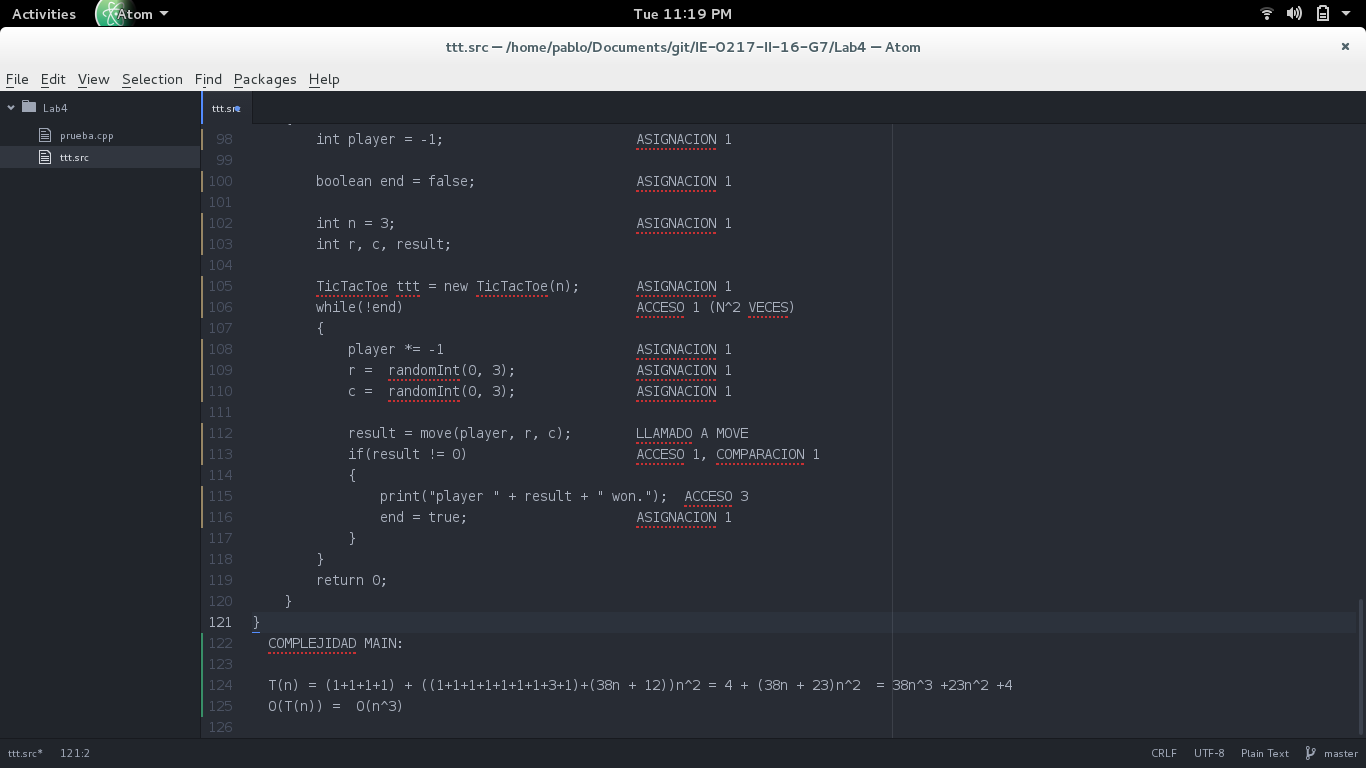 Activities Atom Tue 11:19 PM
ttt.src — /home/pablo/Documents/git/IE-0217-II-16-G7/Lab4 — Atom
File Edit View Selection Find Packages Help
Lab4
prueba.cpp
ttt.src
ttt.src
98 int player = -1; ASIGNACION 1
99
100 boolean end = false; ASIGNACION 1
101
102 int n = 3; ASIGNACION 1
103 int r, c, result;
104
105 TicTacToe ttt = new TicTacToe(n); ASIGNACION 1
106 while(!end) ACCESO 1 (N^2 VECES)
107 {
108 player *= -1 ASIGNACION 1
109 r = randomInt(0, 3); ASIGNACION 1
110 c = randomInt(0, 3); ASIGNACION 1
111
112 result = move(player, r, c); LLAMADO A MOVE
113 if(result != 0) ACCESO 1, COMPARACION 1
114 {
115 print("player " + result + " won."); ACCESO 3
116 end = true; ASIGNACION 1
117 }
118 }
119 return 0;
120 }
121 }
122 COMPLEJIDAD MAIN:
123
124 T(n) = (1+1+1+1) + ((1+1+1+1+1+1+1+3+1)+(38n + 12))n^2 = 4 + (38n + 23)n^2 = 38n^3 +23n^2 +4
125 O(T(n)) = O(n^3)
126
ttt.src* 121:2 CRLF UTF-8 Plain Text master